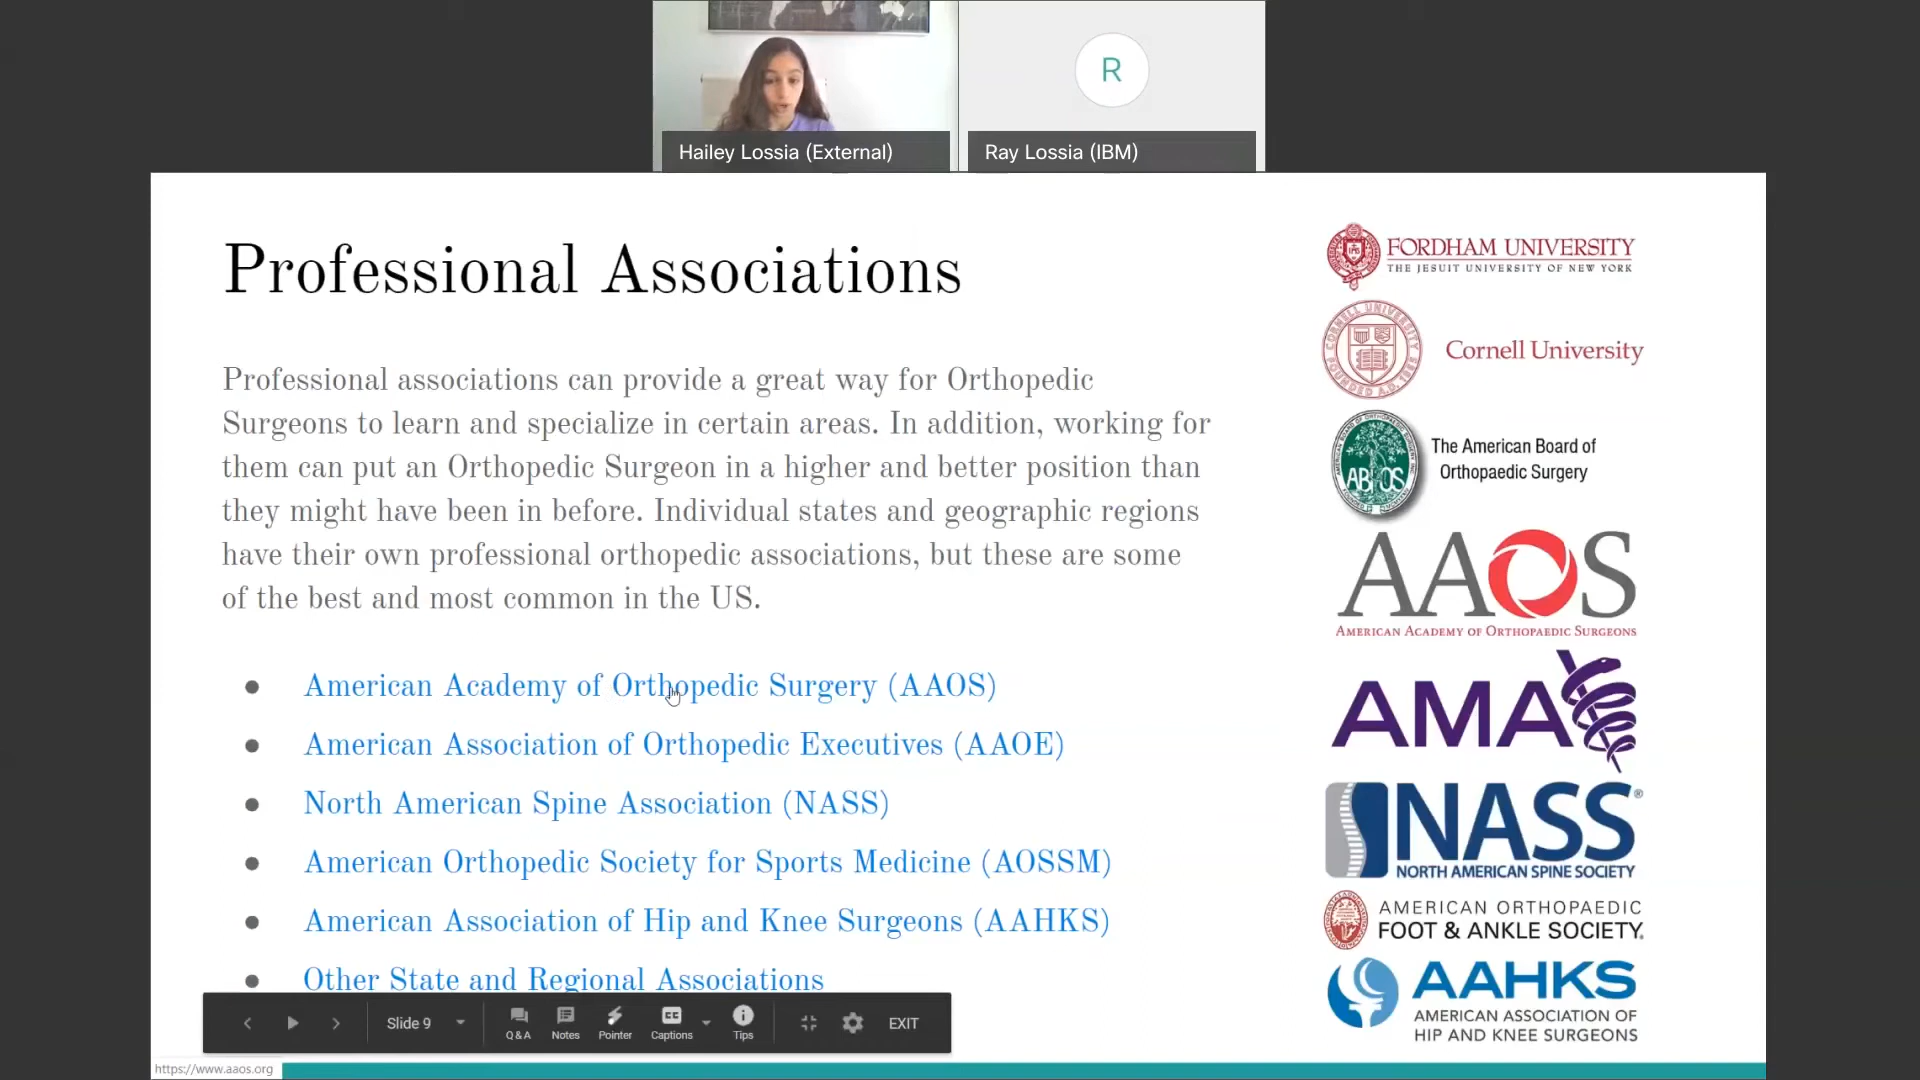 R
Hailey Lossia (External)
Ray Lossia (IBM)
Professional Associations
Professional associations can provide a great way for Orthopedic
Surgeons to learn and specialize in certain areas. In addition, working for
them can put an Orthopedic Surgeon in a higher and better position than
they might have been in before. Individual states and geographic regions
have their own professional orthopedic associations, but these are some
of the best and most common in the US.
• American Academy of Orthopedic Surgery (AAOS)
• American Association of Orthopedic Executives (AAOE)
• North American Spine Association (NASS)
• American Orthopedic Society for Sports Medicine (AOSSM)
• American Association of Hip and Knee Surgeons (AAHKS)
• Other State and Regional Associations
FORDHAM UNIVERSITY
THE JESUIT UNIVERSITY OF NEW YORK
CORNELL UNIVERSITY
FOUNDED A.D. 1865
Cornell University
ABOS
The American Board of
Orthopaedic Surgery
AAOS
AMERICAN ACADEMY OF ORTHOPAEDIC SURGEONS
AMA
NASS®
NORTH AMERICAN SPINE SOCIETY
AMERICAN ORTHOPAEDIC
FOOT & ANKLE SOCIETY®
AAHKS
AMERICAN ASSOCIATION OF
HIP AND KNEE SURGEONS
Slide 9
Q&A
Notes
Pointer
CC
Captions
Tips
EXIT
https://www.aaos.org